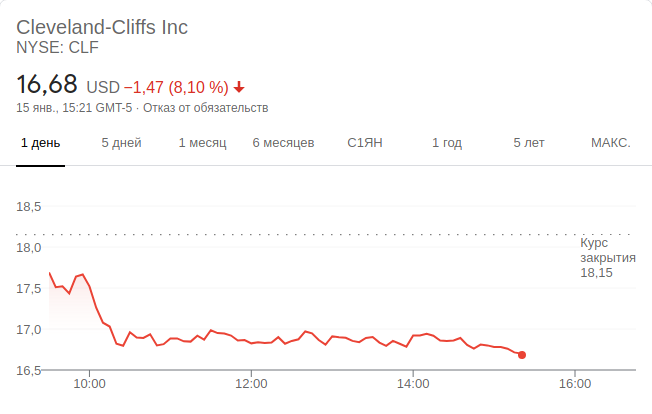 Cleveland-Cliffs Inc
NYSE: CLF
16,68 USD −1,47 (8,10 %)
15 янв., 15:21 GMT-5 · Отказ от обязательств
1 день 5 дней 1 месяц 6 месяцев С1ЯН 1 год 5 лет МАКС.
18,5
18,0
17,5
17,0
16,5
Курс
закрытия
18,15
10:00 12:00 14:00 16:00